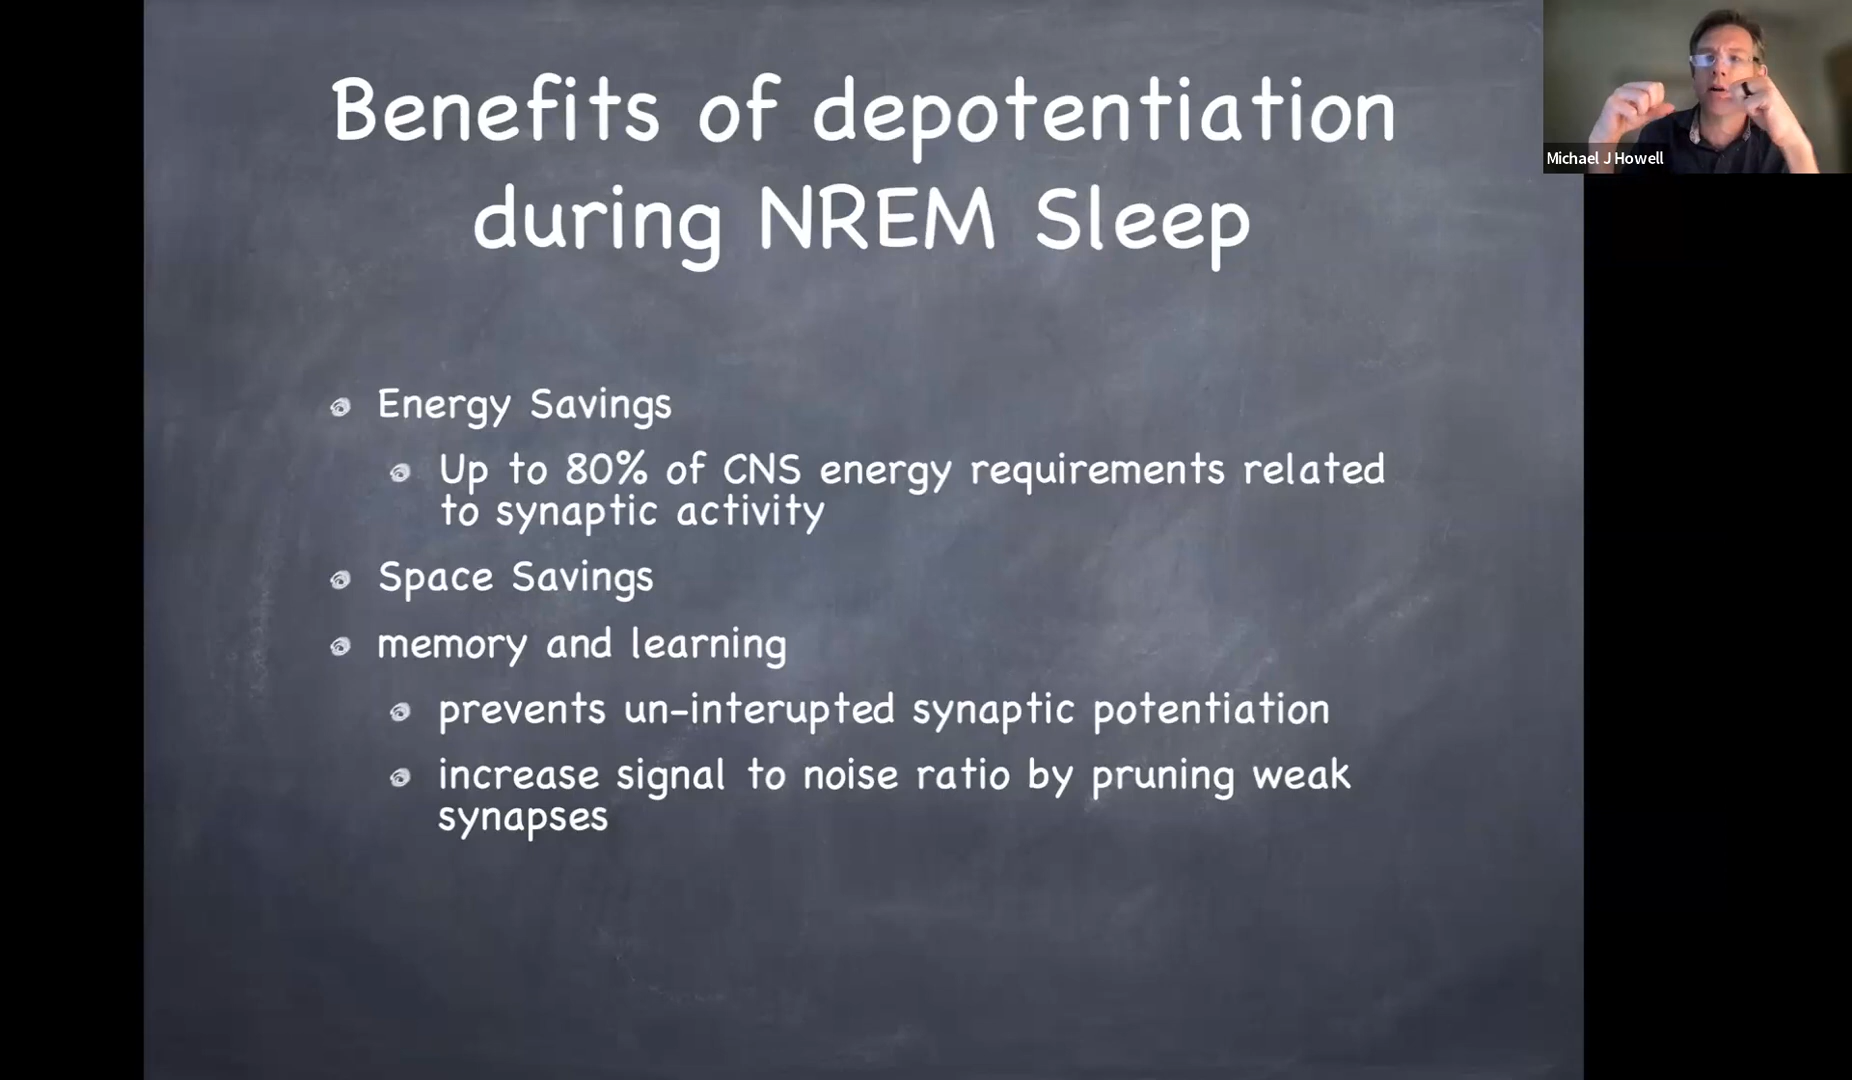 Benefits of depotentiation
during NREM Sleep
Michael J Howell
Energy Savings
Up to 80% of CNS energy requirements related
to synaptic activity
Space Savings
memory and learning
prevents un-interupted synaptic potentiation
increase signal to noise ratio by pruning weak
synapses